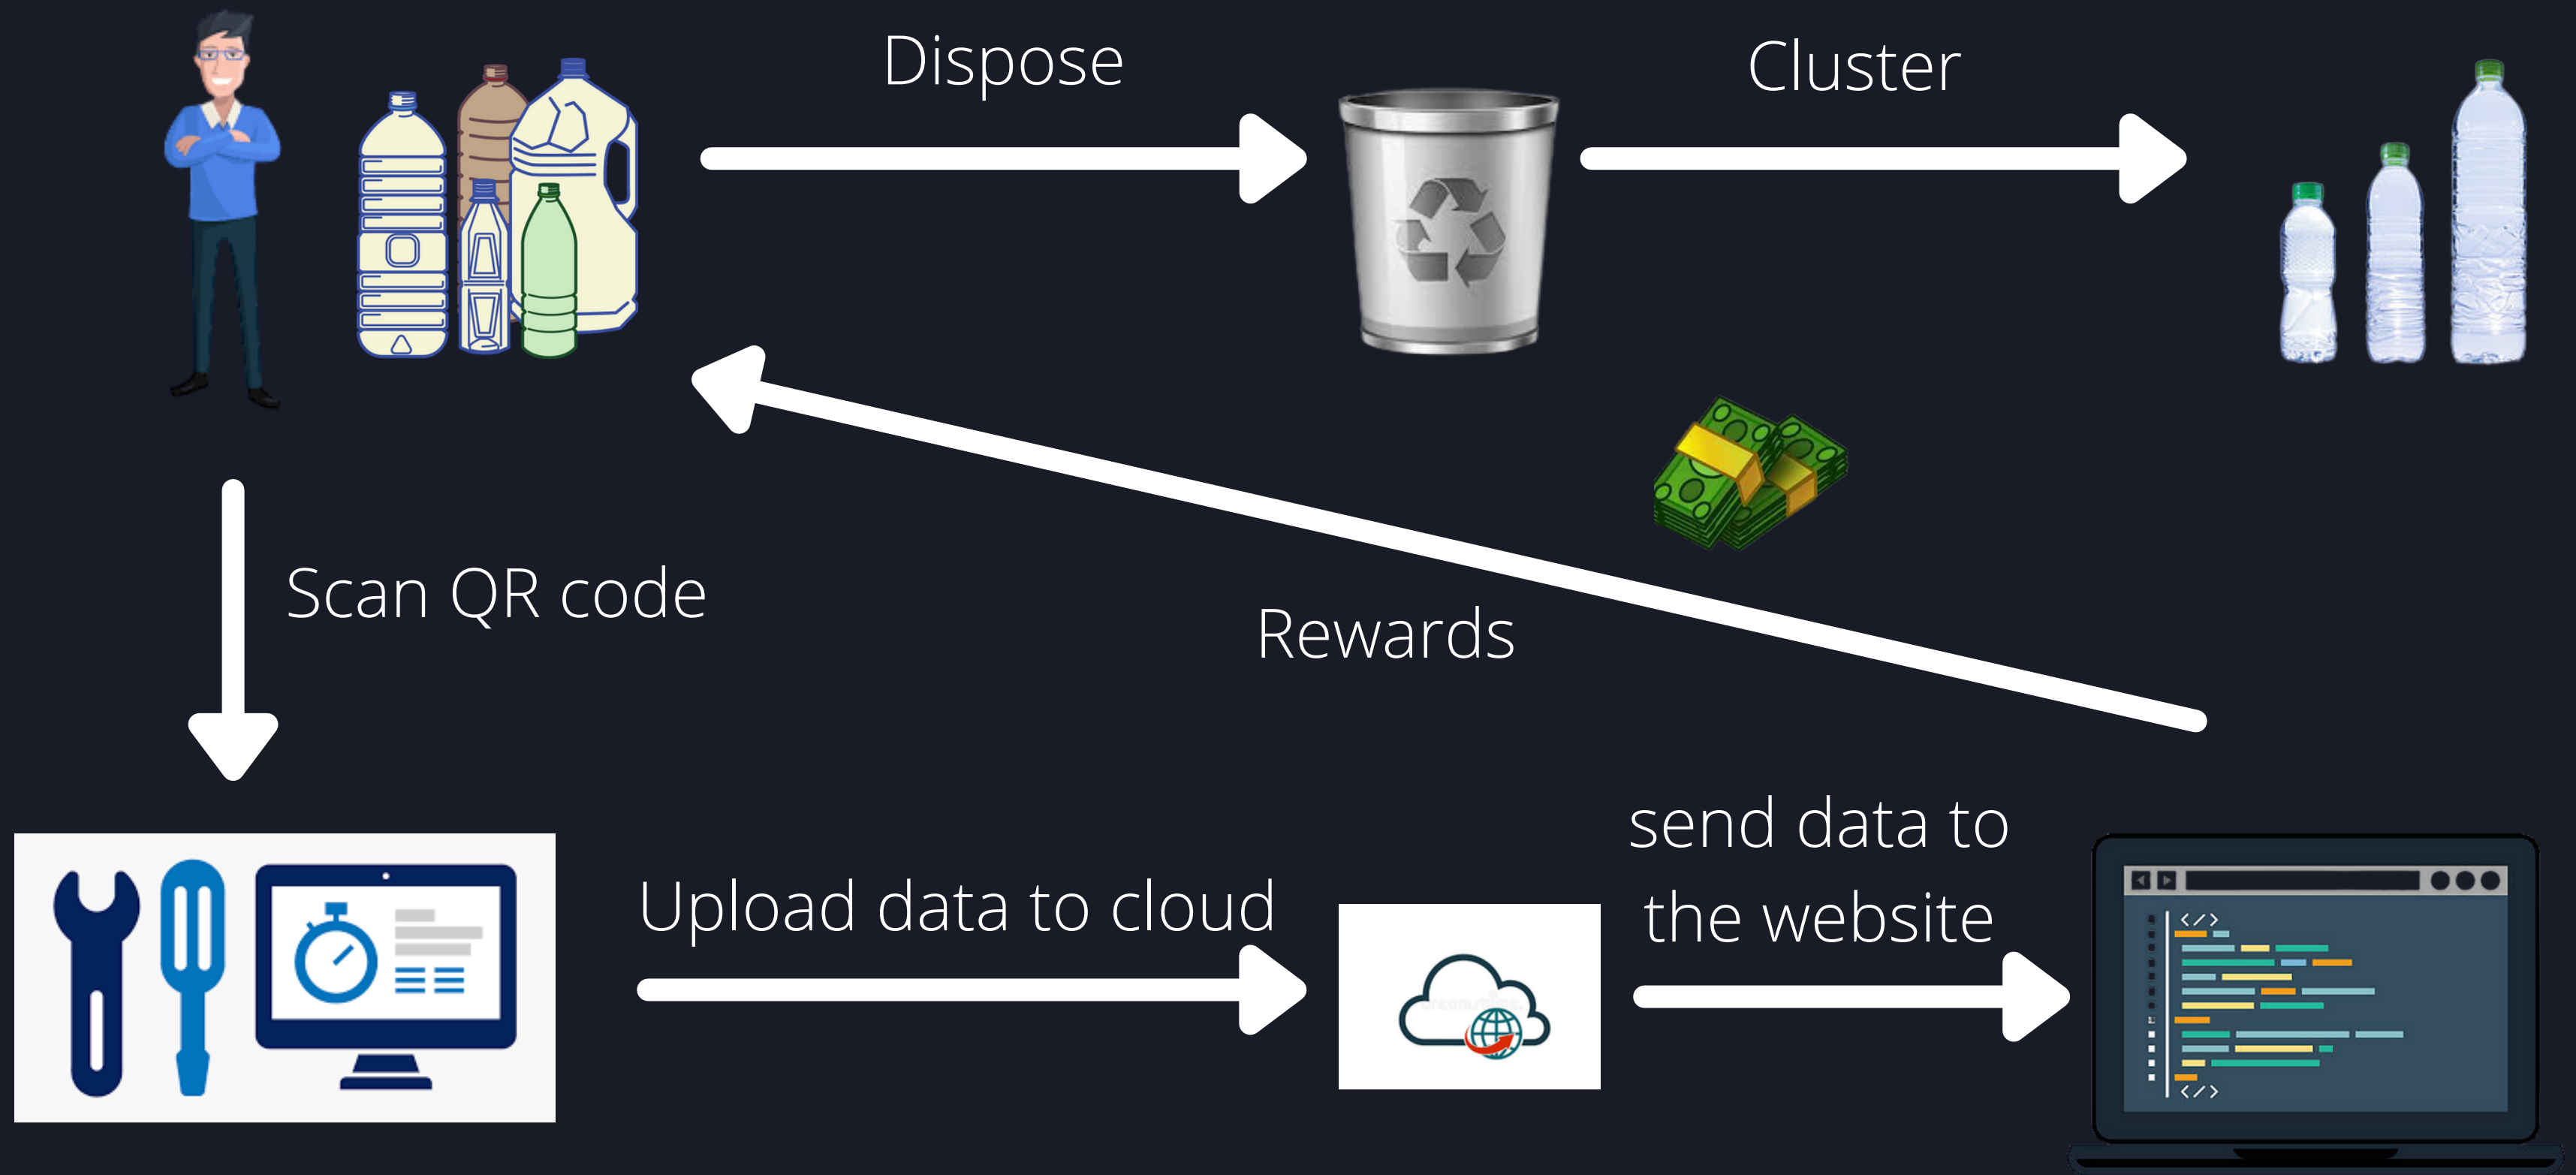 Dispose
Cluster
Scan QR code
Rewards
Upload data to cloud
send data to
the website
</>
</>